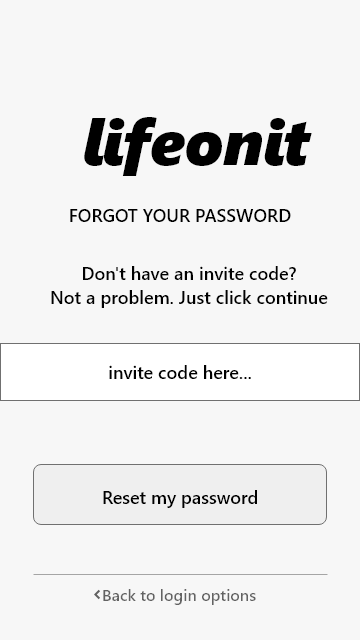 lifeonit
FORGOT YOUR PASSWORD
Don't have an invite code?
Not a problem. Just click continue
invite code here...
Reset my password
‹Back to login options